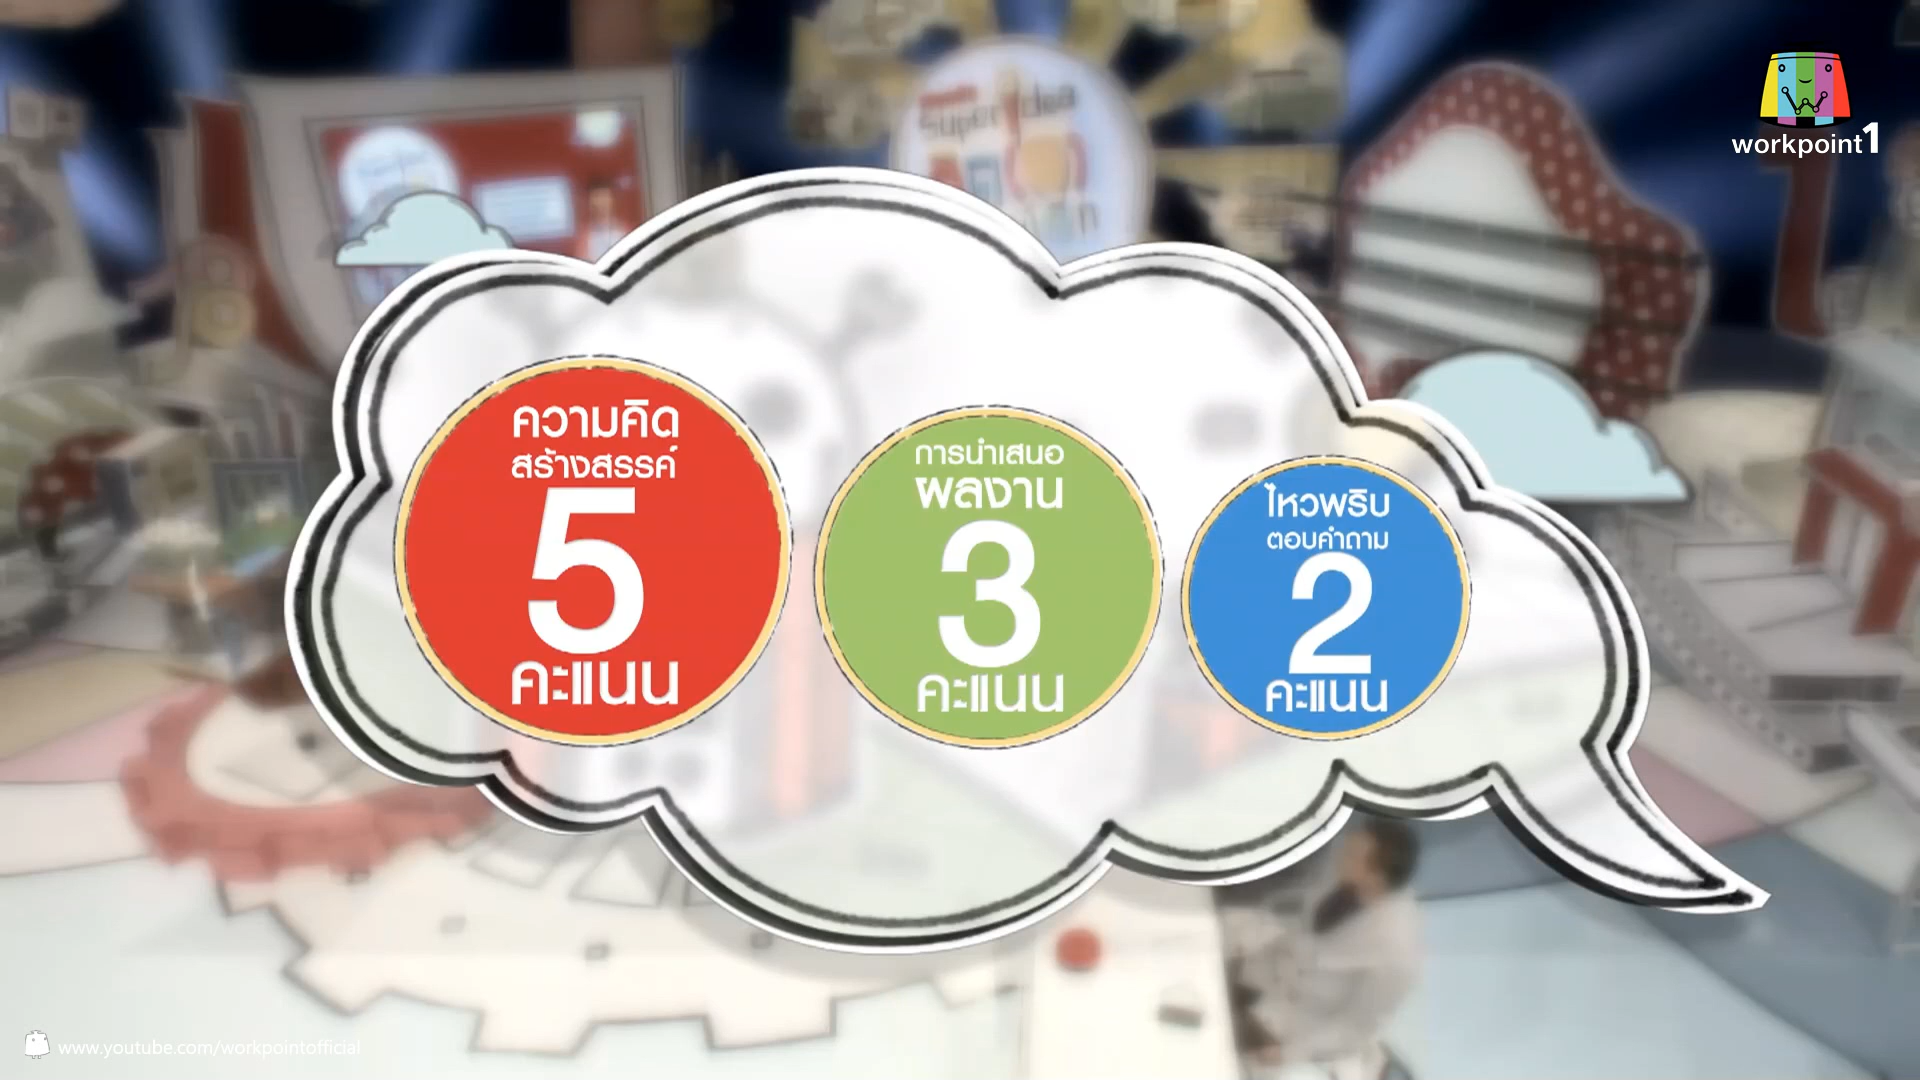 workpoint1
Super idea
ความคิด
สร้างสรรค์
5
คะแนน
การนำเสนอ
ผลงาน
3
คะแนน
ไหวพริบ
ตอบคำถาม
2
คะแนน
www.youtube.com/workpointofficial